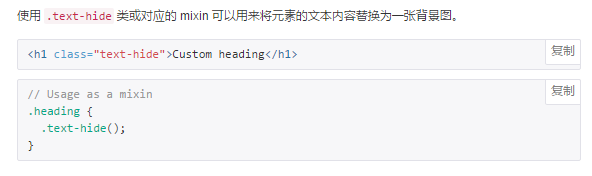 使用 .text-hide 类或对应的 mixin 可以用来将元素的文本内容替换为一张背景图。
复制
<h1 class="text-hide">Custom heading</h1>
复制
// Usage as a mixin
.heading {
  .text-hide();
}